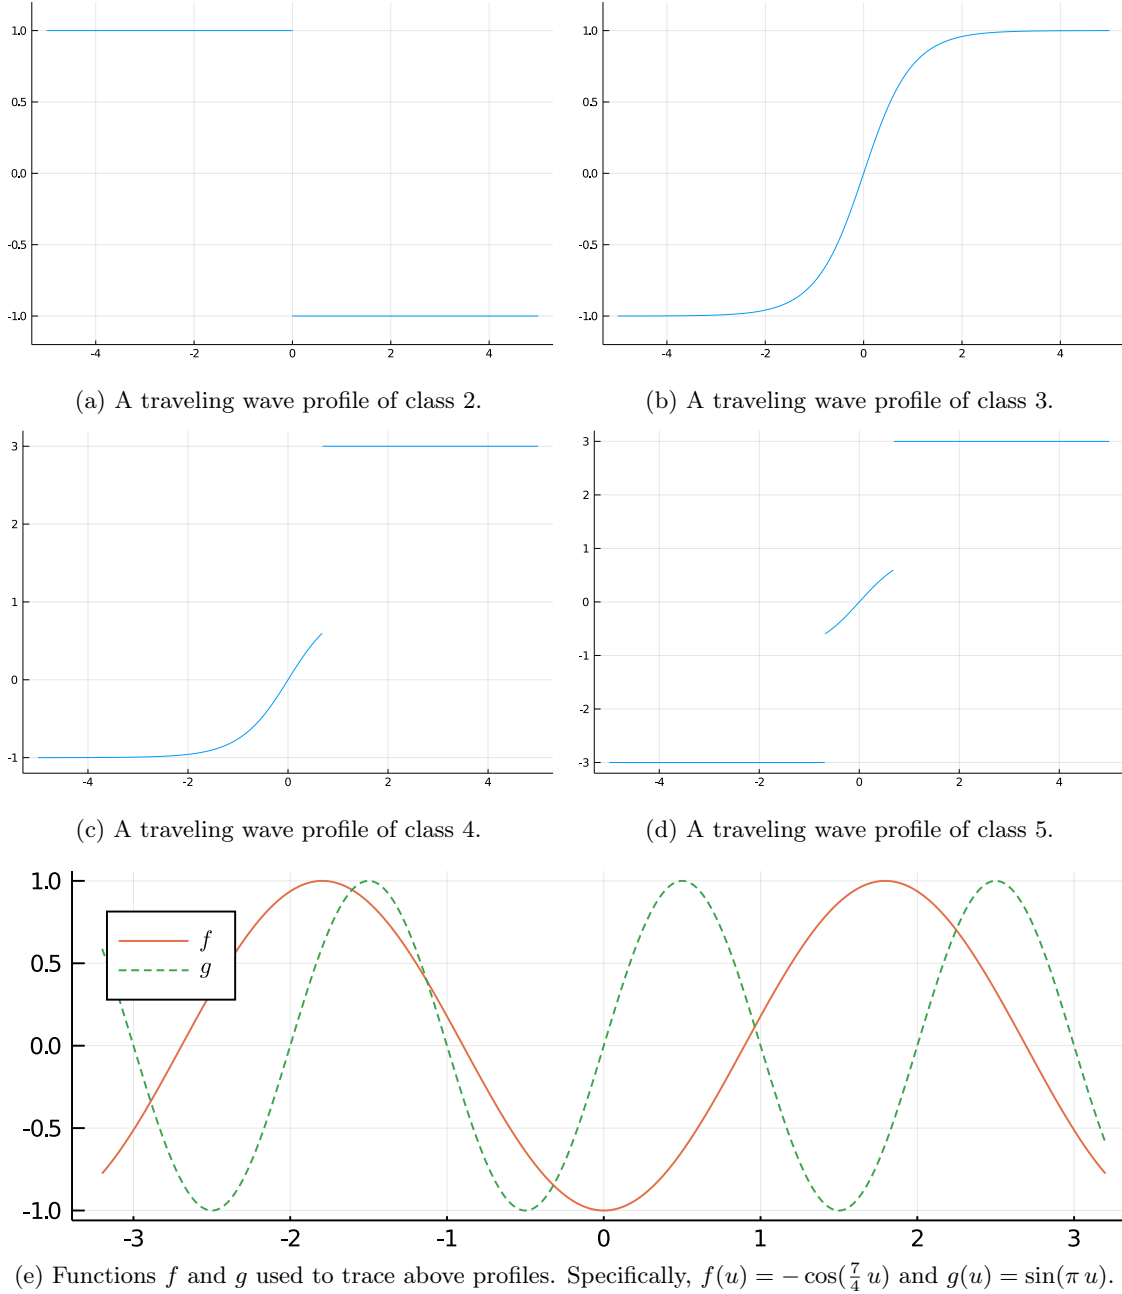 1.0
0.5
0.0
-0.5
-1.0
-4 -2 0 2 4
(a) A traveling wave profile of class 2.
1.0
0.5
0.0
-0.5
-1.0
-4 -2 0 2 4
(b) A traveling wave profile of class 3.
3
2
1
0
-1
-4 -2 0 2 4
(c) A traveling wave profile of class 4.
3
2
1
0
-1
-2
-3
-4 -2 0 2 4
(d) A traveling wave profile of class 5.
1.0
0.5
0.0
-0.5
-1.0
f
g
-3 -2 -1 0 1 2 3
(e) Functions f and g used to trace above profiles. Specifically, f(u) = − cos(7/4 u) and g(u) = sin(π u).